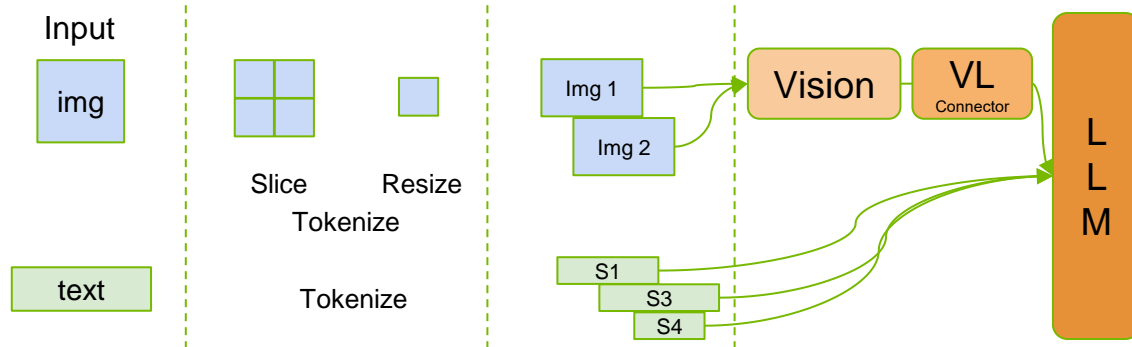 Input
img
Slice
Resize
Tokenize
text
Tokenize
Img 1
Img 2
S1
S3
S4
Vision
VL
Connector
L
L
M